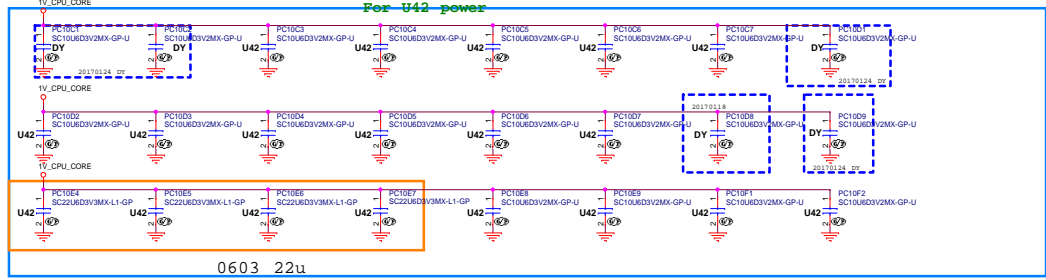 1V_CPU_CORE
For U42 power
PC10C1 PC10C2 PC10C3 PC10C4 PC10C5 PC10C6 PC10C7 PC10D1
SC10U6D3V2MX-GP-U SC10U6D3V2MX-GP-U SC10U6D3V2MX-GP-U SC10U6D3V2MX-GP-U SC10U6D3V2MX-GP-U SC10U6D3V2MX-GP-U SC10U6D3V2MX-GP-U SC10U6D3V2MX-GP-U
DY DY U42 U42 U42 U42 U42 DY
20170124 DY 20170124 DY
1V_CPU_CORE
20170118
PC10D2 PC10D3 PC10D4 PC10D5 PC10D6 PC10D7 PC10D8 PC10D9
SC10U6D3V2MX-GP-U SC10U6D3V2MX-GP-U SC10U6D3V2MX-GP-U SC10U6D3V2MX-GP-U SC10U6D3V2MX-GP-U SC10U6D3V2MX-GP-U SC10U6D3V2MX-GP-U SC10U6D3V2MX-GP-U
U42 U42 U42 U42 U42 U42 DY DY
20170124 DY
1V_CPU_CORE
PC10E4 PC10E5 PC10E6 PC10E7 PC10E8 PC10E9 PC10F1 PC10F2
SC22U6D3V3MX-L1-GP SC22U6D3V3MX-L1-GP SC22U6D3V3MX-L1-GP SC22U6D3V3MX-L1-GP SC10U6D3V2MX-GP-U SC10U6D3V2MX-GP-U SC10U6D3V2MX-GP-U SC10U6D3V2MX-GP-U
U42 U42 U42 U42 U42 U42 U42 U42
0603 22u